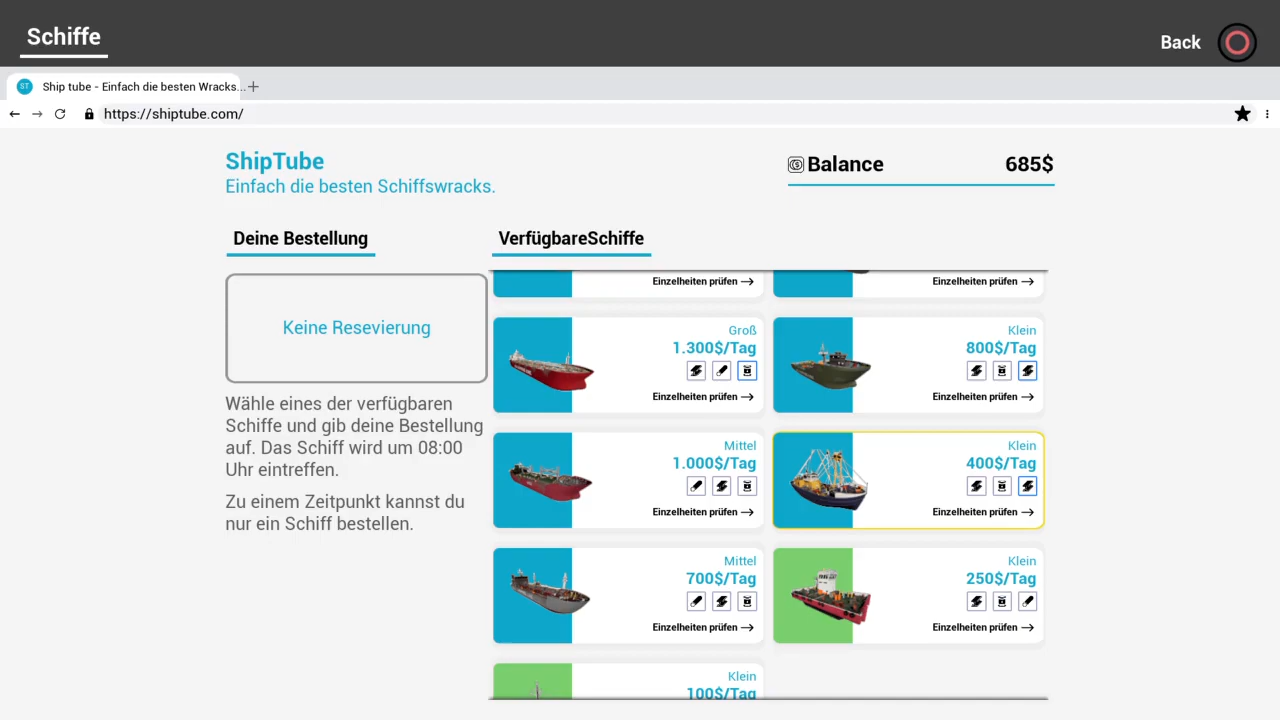 Schiffe
Back
ST
Ship tube - Einfach die besten Wracks...
https://shiptube.com/
ShipTube
Einfach die besten Schiffswracks.
Balance
685$
Deine Bestellung
VerfügbareSchiffe
Keine Resevierung
Wähle eines der verfügbaren
Schiffe und gib deine Bestellung
auf. Das Schiff wird um 08:00
Uhr eintreffen.
Zu einem Zeitpunkt kannst du
nur ein Schiff bestellen.
Einzelheiten prüfen
Einzelheiten prüfen
Groß
1.300$/Tag
Einzelheiten prüfen
Klein
800$/Tag
Einzelheiten prüfen
Mittel
1.000$/Tag
Einzelheiten prüfen
Klein
400$/Tag
Einzelheiten prüfen
Mittel
700$/Tag
Einzelheiten prüfen
Klein
250$/Tag
Einzelheiten prüfen
Klein
100$/Tag